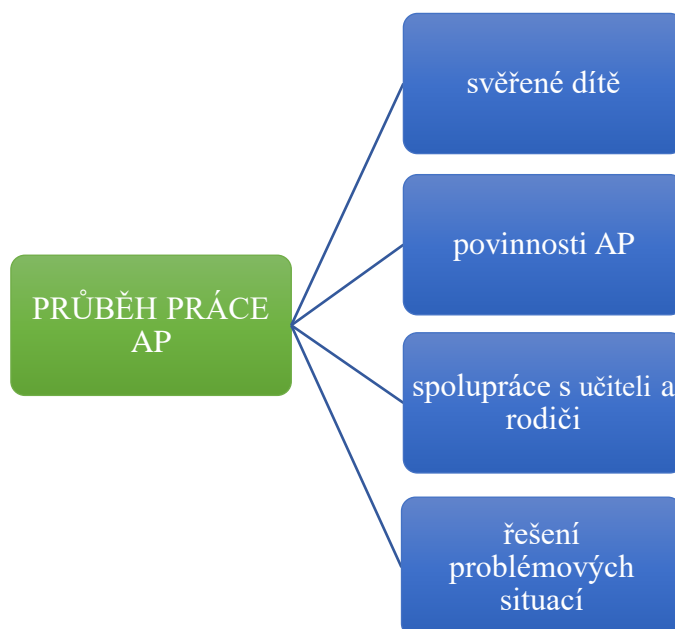 svěřené dítě
povinnosti AP
PRŮBĚH PRÁCE
AP
spolupráce s učiteli a
rodiči
řešení
problémových
situací